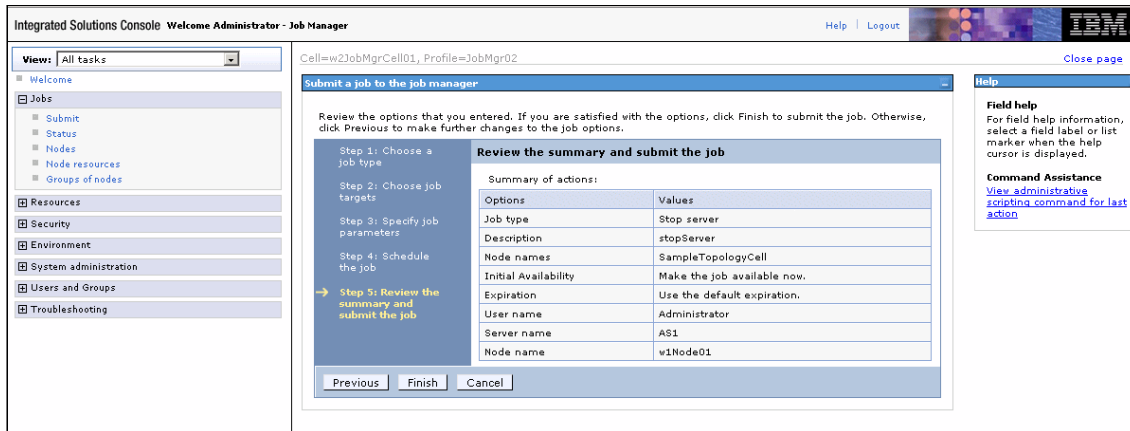 Integrated Solutions Console Welcome Administrator - Job Manager
Help | Logout
IBM
View: All tasks
Welcome
Jobs
Submit
Status
Nodes
Node resources
Groups of nodes
Resources
Security
Environment
System administration
Users and Groups
Troubleshooting
Cell=w2JobMgrCell01, Profile=JobMgr02
Close page
Submit a job to the job manager
Review the options that you entered. If you are satisfied with the options, click Finish to submit the job. Otherwise,
click Previous to make further changes to the job options.
Step 1: Choose a
job type
Step 2: Choose job
targets
Step 3: Specify job
parameters
Step 4: Schedule
the job
Step 5: Review the
summary and
submit the job
Review the summary and submit the job
Summary of actions:
Options Values
Job type Stop server
Description stopServer
Node names SampleTopologyCell
Initial Availability Make the job available now.
Expiration Use the default expiration.
User name Administrator
Server name AS1
Node name w1Node01
Previous Finish Cancel
Help
Field help
For field help information,
select a field label or list
marker when the help
cursor is displayed.
Command Assistance
View administrative
scripting command for last
action